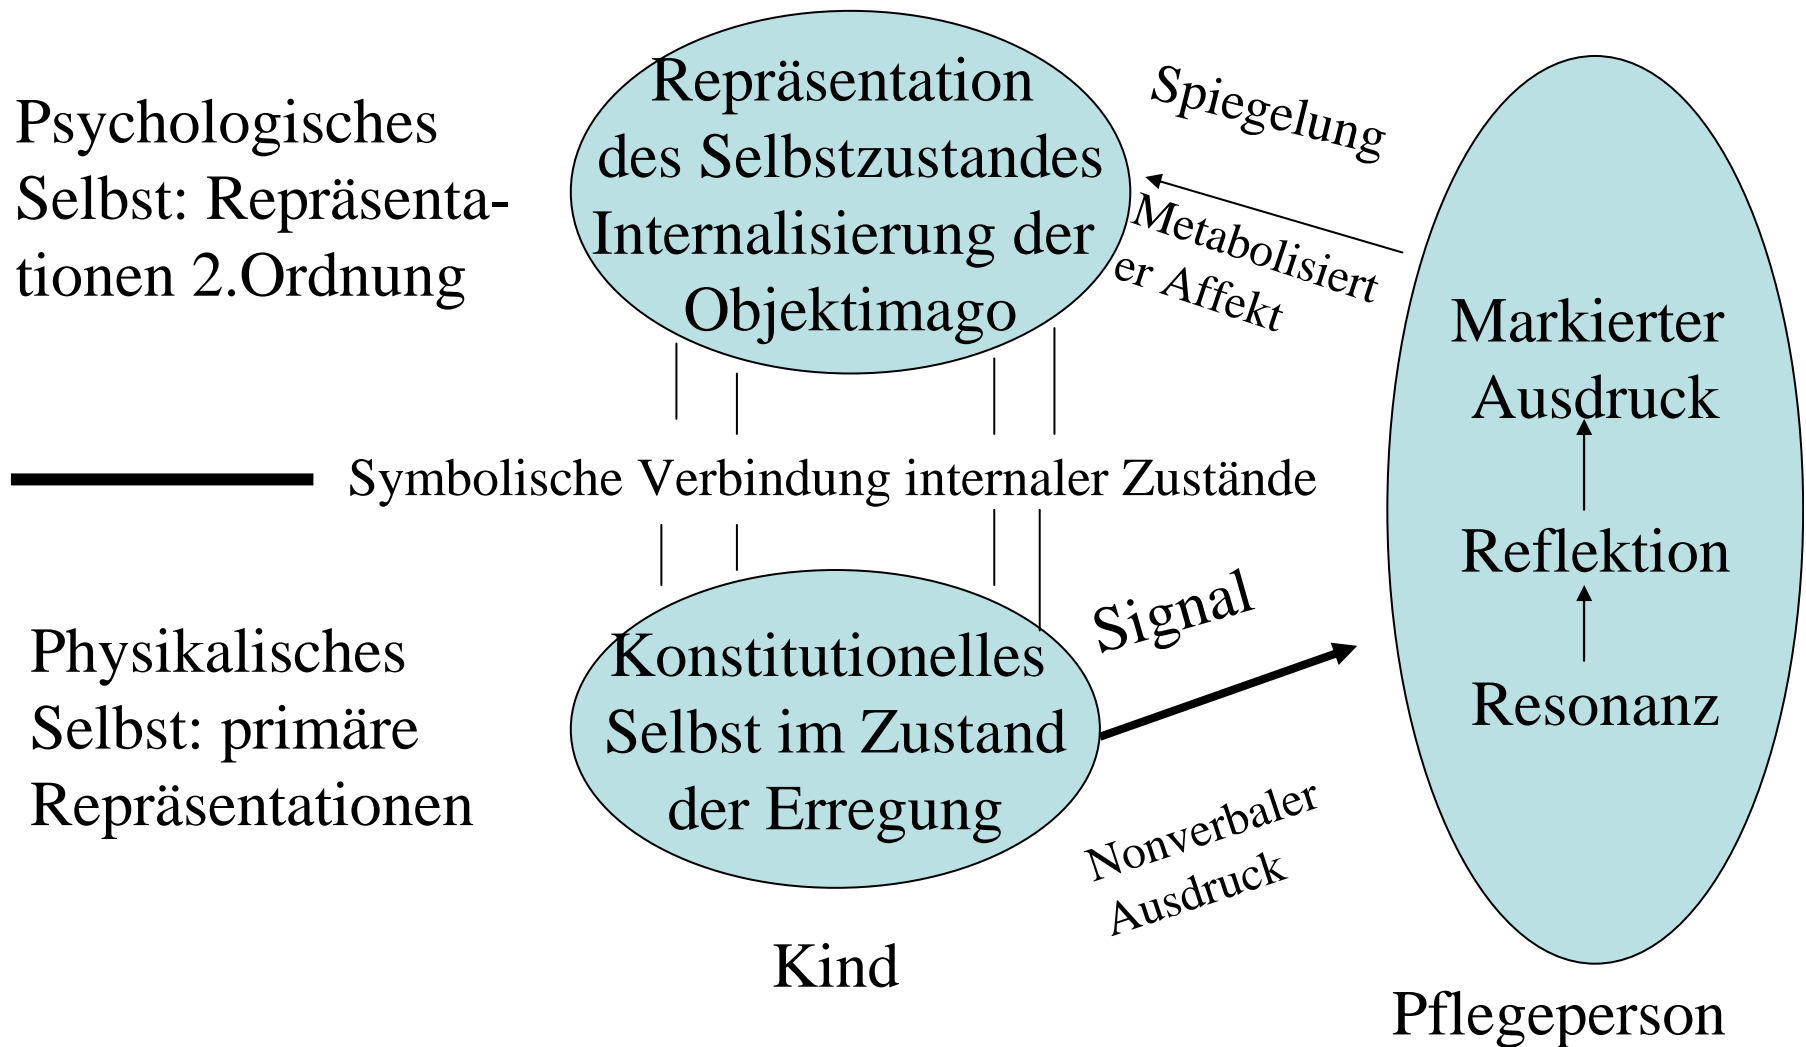 Psychologisches
Selbst: Repräsenta-
tionen 2.Ordnung
Repräsentation
des Selbstzustandes
Internalisierung der
Objektimago
Spiegelung
Metabolisiert
er Affekt
Markierter
Ausdruck
Reflektion
Resonanz
Symbolische Verbindung internaler Zustände
Physikalisches
Selbst: primäre
Repräsentationen
Konstitutionelles
Selbst im Zustand
der Erregung
Signal
Nonverbaler
Ausdruck
Kind
Pflegeperson